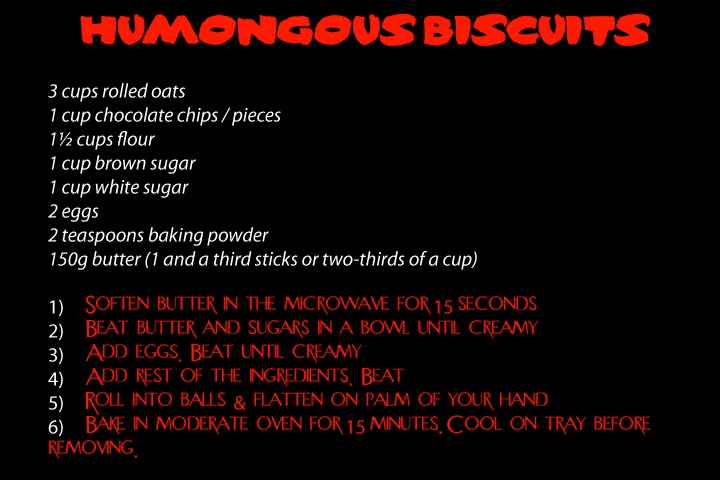 HUMONGOUS BISCUITS
3 cups rolled oats
1 cup chocolate chips / pieces
1½ cups flour
1 cup brown sugar
1 cup white sugar
2 eggs
2 teaspoons baking powder
150g butter (1 and a third sticks or two-thirds of a cup)
1) Soften butter in the microwave for 15 seconds
2) Beat butter and sugars in a bowl until creamy
3) Add eggs. Beat until creamy
4) Add rest of the ingredients. Beat
5) Roll into balls & flatten on palm of your hand
6) Bake in moderate oven for 15 minutes. Cool on tray before
removing.